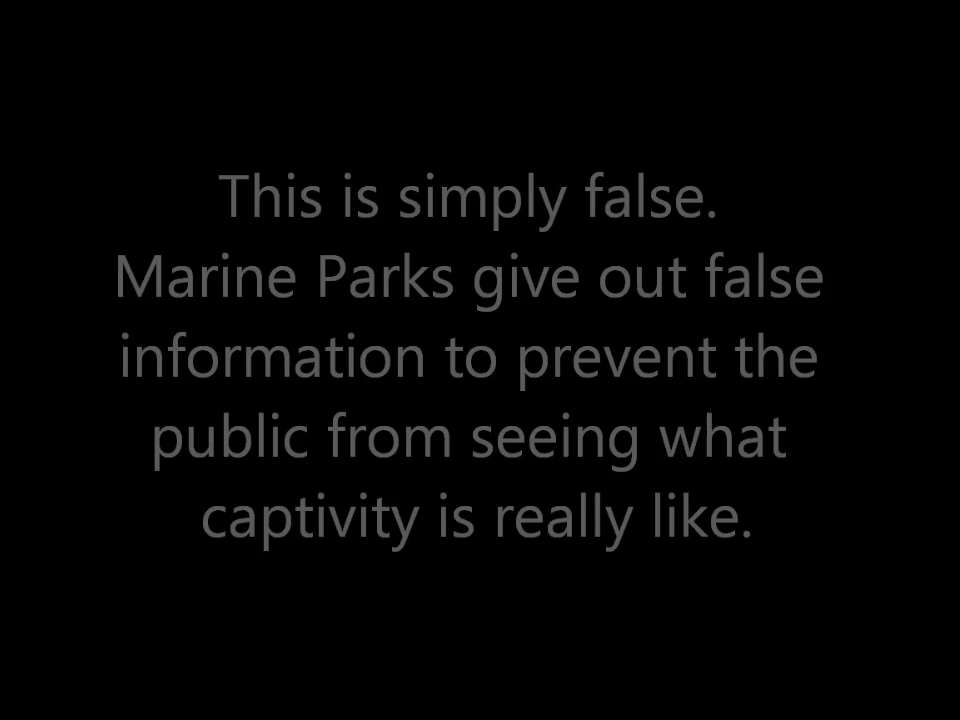 This is simply false.
Marine Parks give out false
information to prevent the
public from seeing what
captivity is really like.